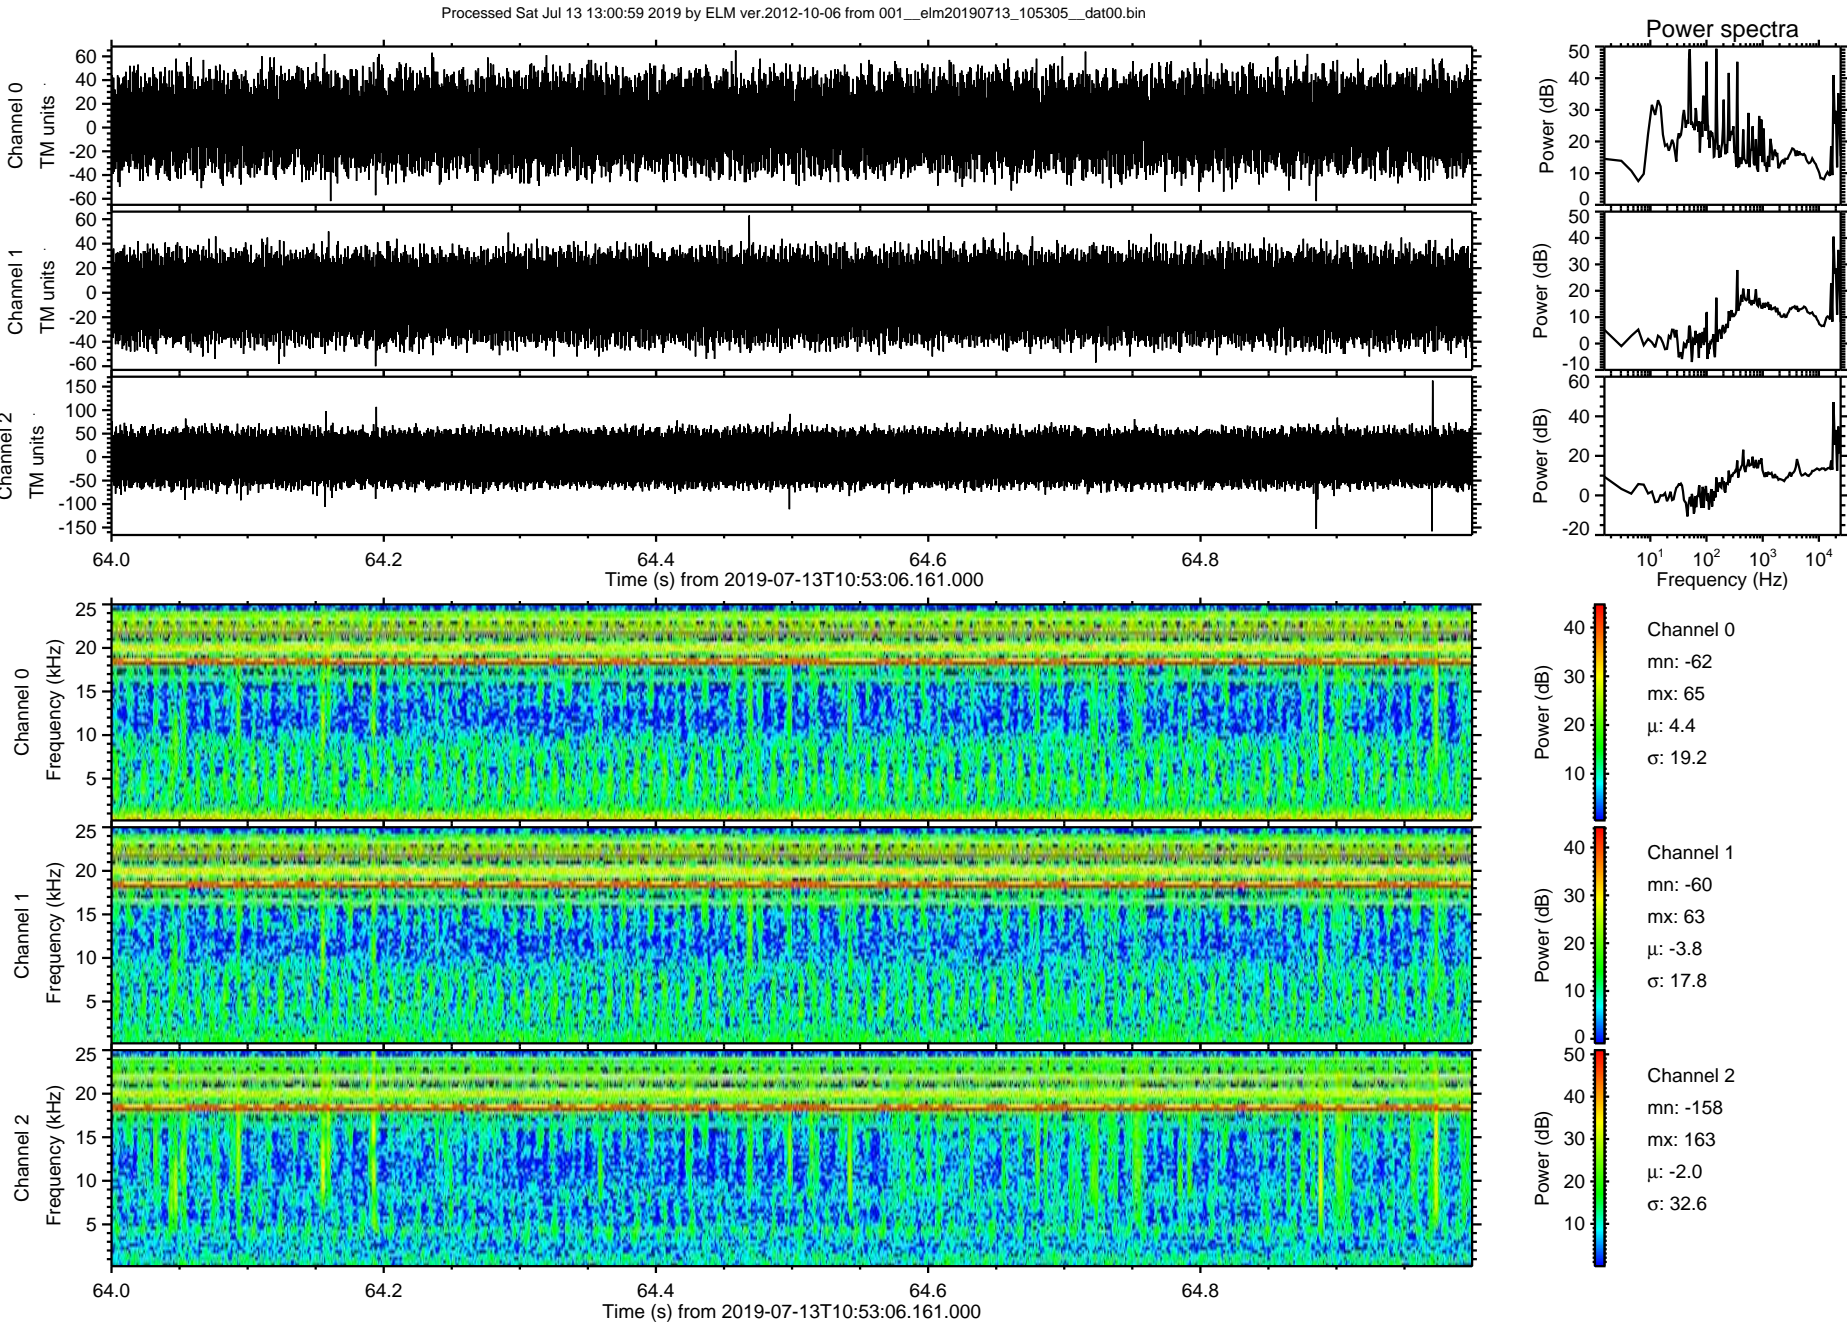 Processed Sat Jul 13 13:00:59 2019 by ELM ver.2012-10-06 from 001__elm20190713_105305__dat00.bin
Power spectra
Channel 0
TM units
60
40
20
0
-20
-40
-60
Power (dB)
50
40
30
20
10
0
Channel 1
TM units
60
40
20
0
-20
-40
-60
Power (dB)
50
40
30
20
10
0
-10
Channel 2
TM units
150
100
50
0
-50
-100
-150
Power (dB)
60
40
20
0
-20
64.0 64.2 64.4 64.6 64.8
Time (s) from 2019-07-13T10:53:06.161.000
10¹ 10² 10³ 10⁴
Frequency (Hz)
Channel 0
Frequency (kHz)
25
20
15
10
5
Power (dB)
40
30
20
10
Channel 0
mn: -62
mx: 65
μ: 4.4
σ: 19.2
Channel 1
Frequency (kHz)
25
20
15
10
5
Power (dB)
40
30
20
10
0
Channel 1
mn: -60
mx: 63
μ: -3.8
σ: 17.8
Channel 2
Frequency (kHz)
25
20
15
10
5
Power (dB)
50
40
30
20
10
Channel 2
mn: -158
mx: 163
μ: -2.0
σ: 32.6
64.0 64.2 64.4 64.6 64.8
Time (s) from 2019-07-13T10:53:06.161.000